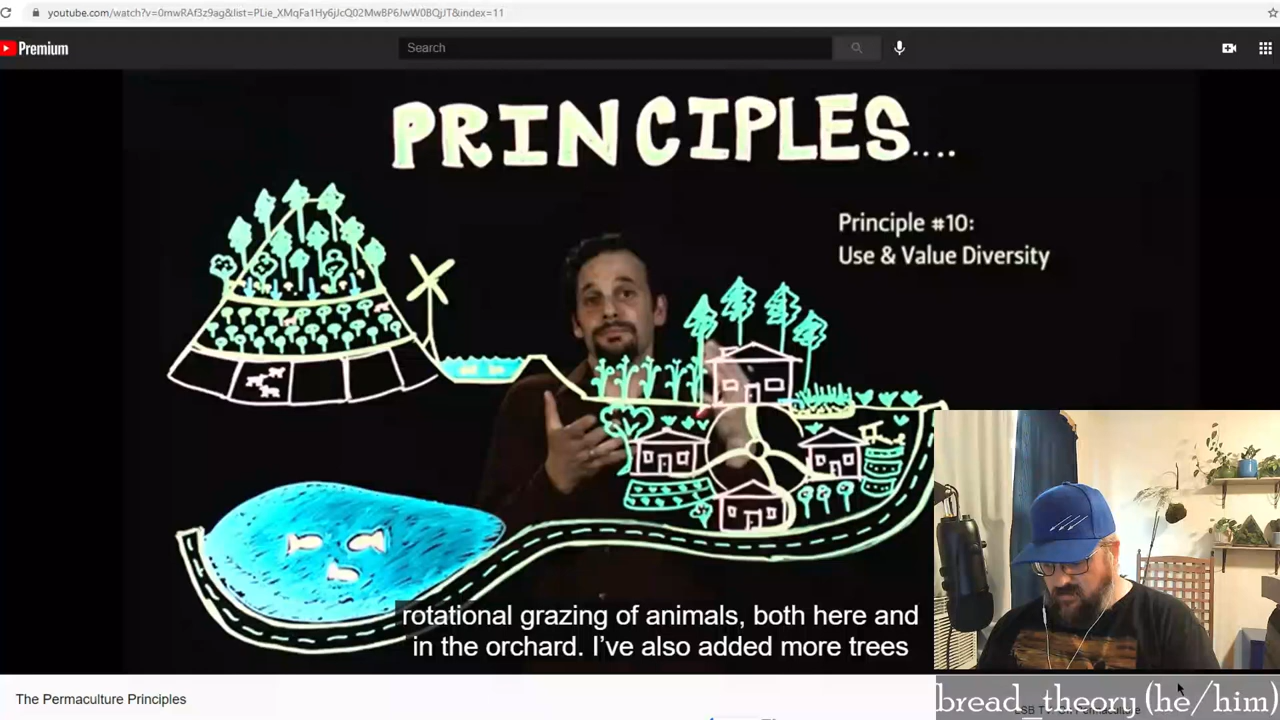 youtube.com/watch?v=0mwRAf3z9ag&list=PLie_XMqFa1Hy6jJcQ02MwBP6JwW0BQjJT&index=11
Premium
Search
PRINCIPLES....
Principle #10:
Use & Value Diversity
rotational grazing of animals, both here and
in the orchard. I've also added more trees
The Permaculture Principles
bread_theory (he/him)